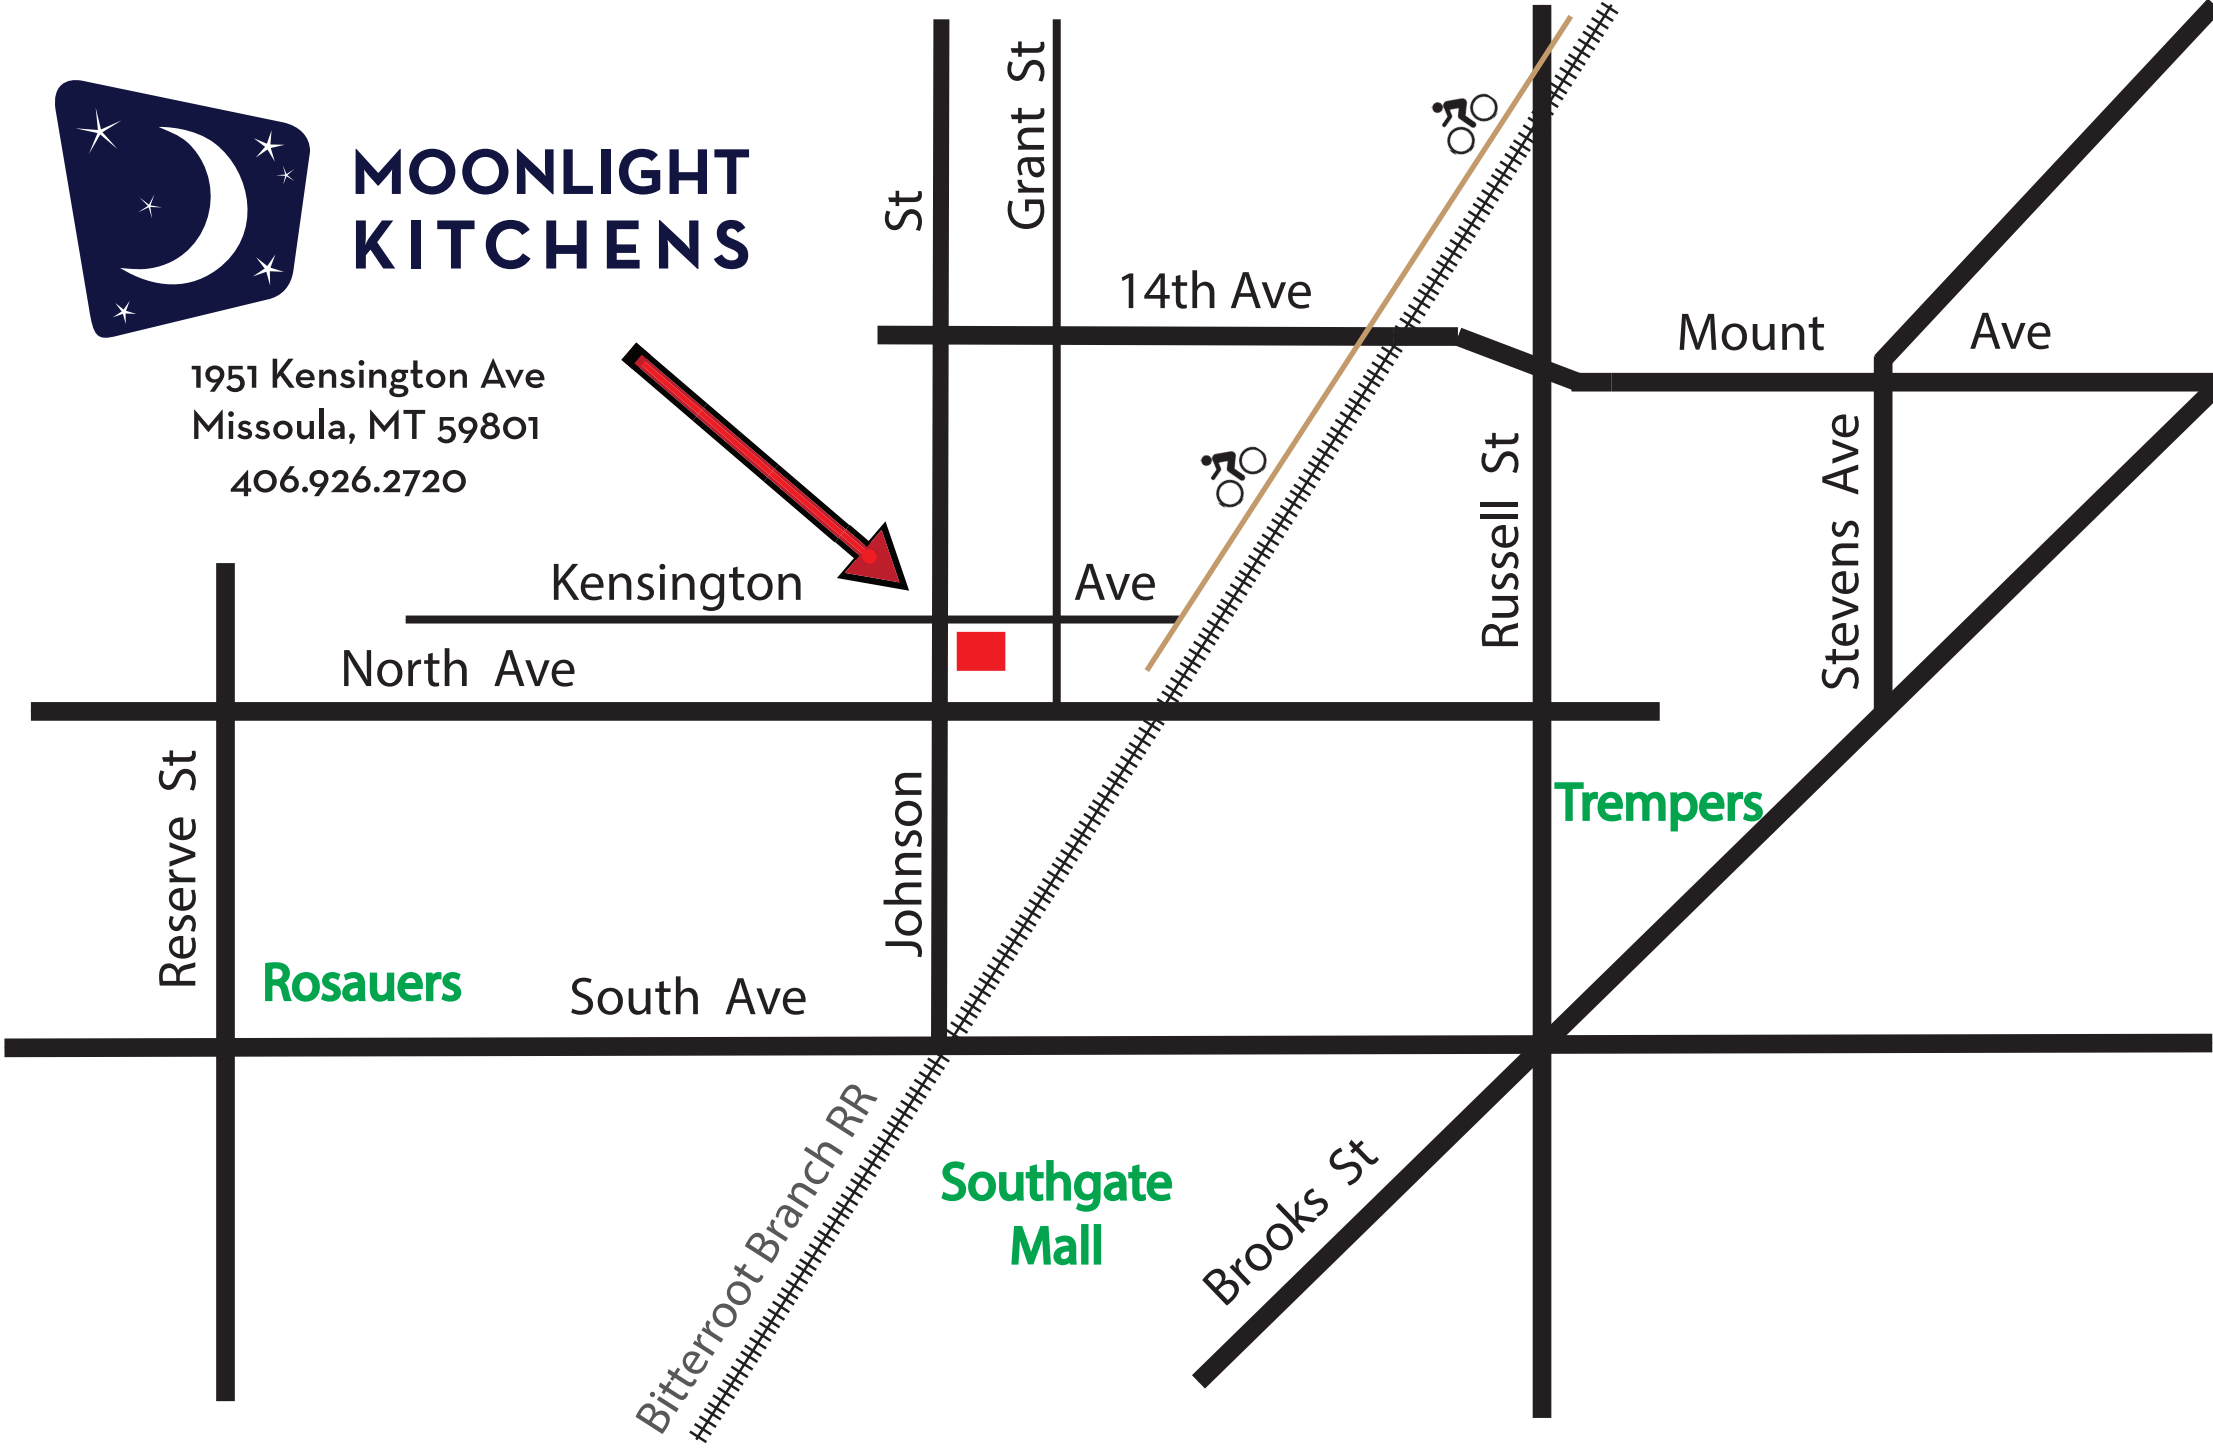 MOONLIGHT
KITCHENS
1951 Kensington Ave
Missoula, MT 59801
406.926.2720
Johnson St
Grant St
14th Ave
Mount Ave
Kensington Ave
North Ave
Russell St
Stevens Ave
Reserve St
Trempers
Rosauers
South Ave
Bitterroot Branch RR
Southgate
Mall
Brooks St